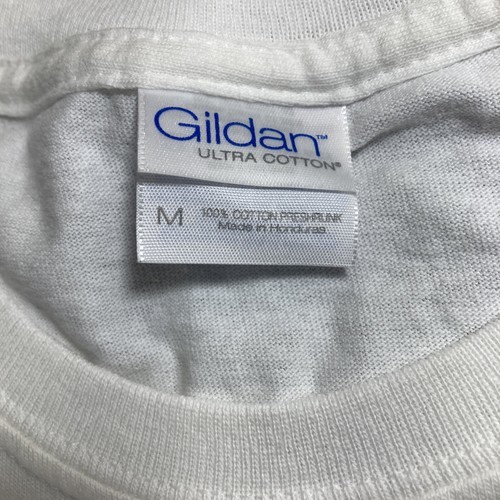 Gildan™
ULTRA COTTON®
M
100% COTTON PRESHRUNK
Made in Honduras